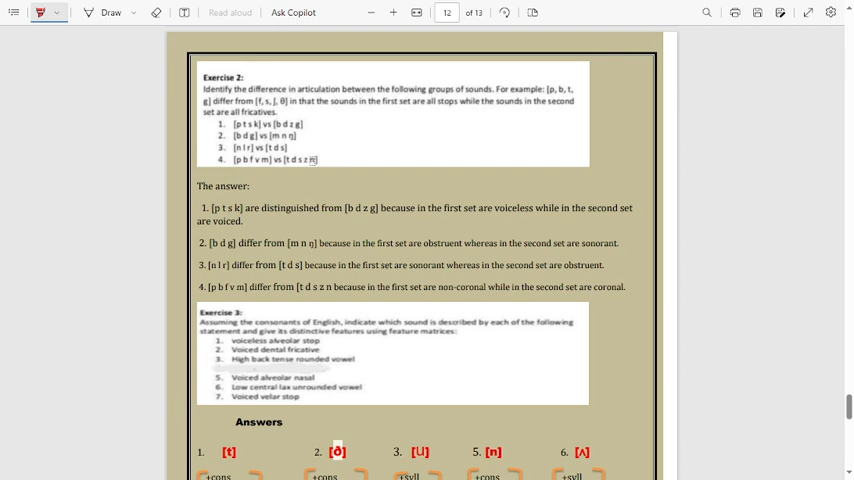 Draw
Read aloud
Ask Copilot
12
of 13
Exercise 2:
Identify the difference in articulation between the following groups of sounds. For example: [p, b, t,
g] differ from [f, s, ʃ, θ] in that the sounds in the first set are all stops while the sounds in the second
set are all fricatives.
1. [p t s k] vs [b d z g]
2. [b d g] vs [m n ŋ]
3. [n l r] vs [t d s]
4. [p b f v m] vs [t d s z n]
The answer:
1. [p t s k] are distinguished from [b d z g] because in the first set are voiceless while in the second set
are voiced.
2. [b d g] differ from [m n ŋ] because in the first set are obstruent whereas in the second set are sonorant.
3. [n l r] differ from [t d s] because in the first set are sonorant whereas in the second set are obstruent.
4. [p b f v m] differ from [t d s z n because in the first set are non-coronal while in the second set are coronal.
Exercise 3:
Assuming the consonants of English, indicate which sound is described by each of the following
statement and give its distinctive features using feature matrices:
1. voiceless alveolar stop
2. Voiced dental fricative
3. High back tense rounded vowel
5. Voiced alveolar nasal
6. Low central lax unrounded vowel
7. Voiced velar stop
Answers
1. [t] 2. [ð] 3. [U] 5. [n] 6. [ʌ]
+cons +cons +syll +cons +syll